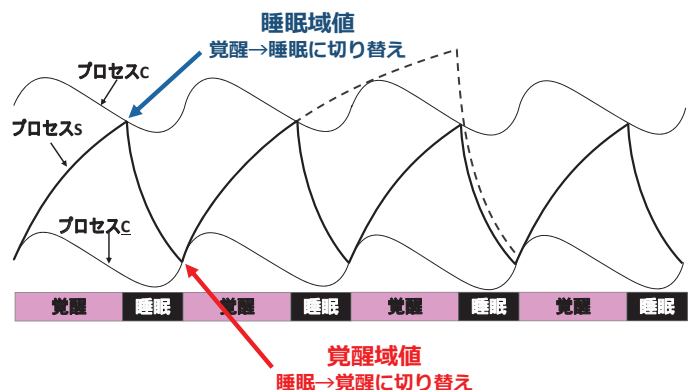 睡眠域値
覚醒→睡眠に切り替え
プロセスC
プロセスS
プロセスC
覚醒 睡眠 覚醒 睡眠 覚醒 睡眠 覚醒 睡眠
覚醒域値
睡眠→覚醒に切り替え